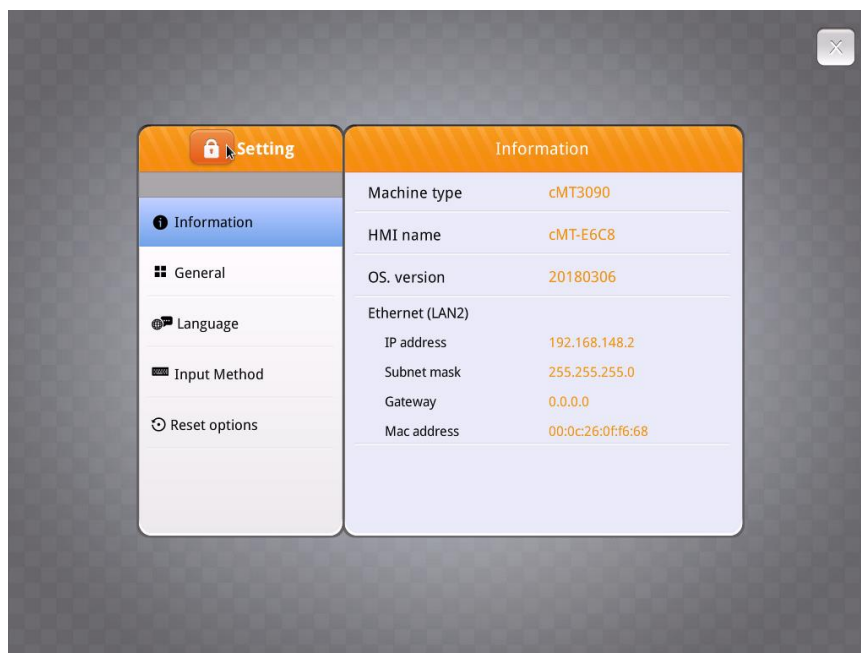 X
Setting
Information
Information
General
Language
Input Method
Reset options
Machine type cMT3090
HMI name cMT-E6C8
OS. version 20180306
Ethernet (LAN2)
IP address 192.168.148.2
Subnet mask 255.255.255.0
Gateway 0.0.0.0
Mac address 00:0c:26:0f:f6:68